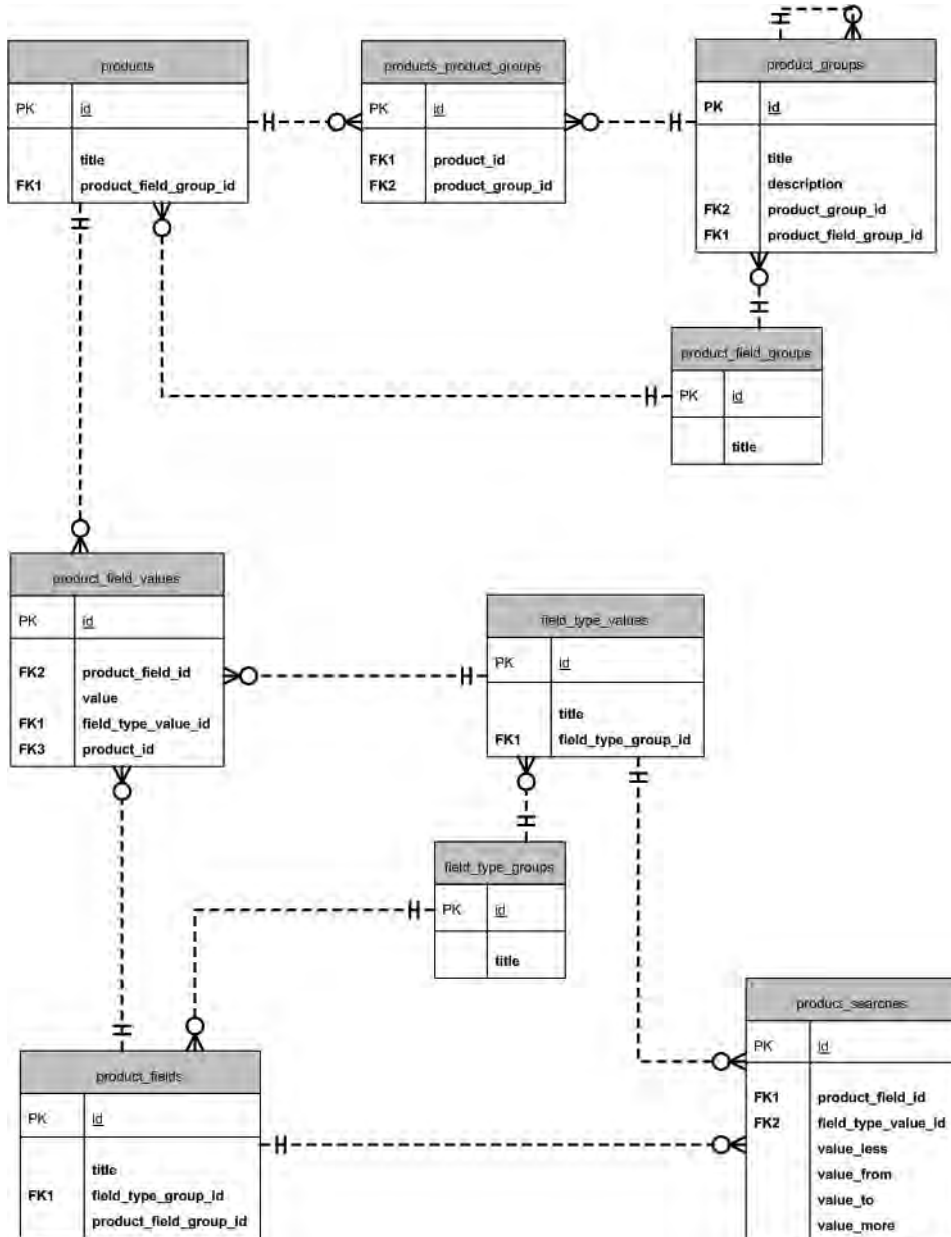 products
PK id
title
FK1 product_field_group_id
products_product_groups
PK id
FK1 product_id
FK2 product_group_id
product_groups
PK id
title
description
FK2 product_group_id
FK1 product_field_group_id
product_field_groups
PK id
title
product_field_values
PK id
FK2 product_field_id
value
FK1 field_type_value_id
FK3 product_id
field_type_values
PK id
title
FK1 field_type_group_id
field_type_groups
PK id
title
product_fields
PK id
title
FK1 field_type_group_id
product_field_group_id
product_searches
PK id
FK1 product_field_id
FK2 field_type_value_id
value_less
value_from
value_to
value_more